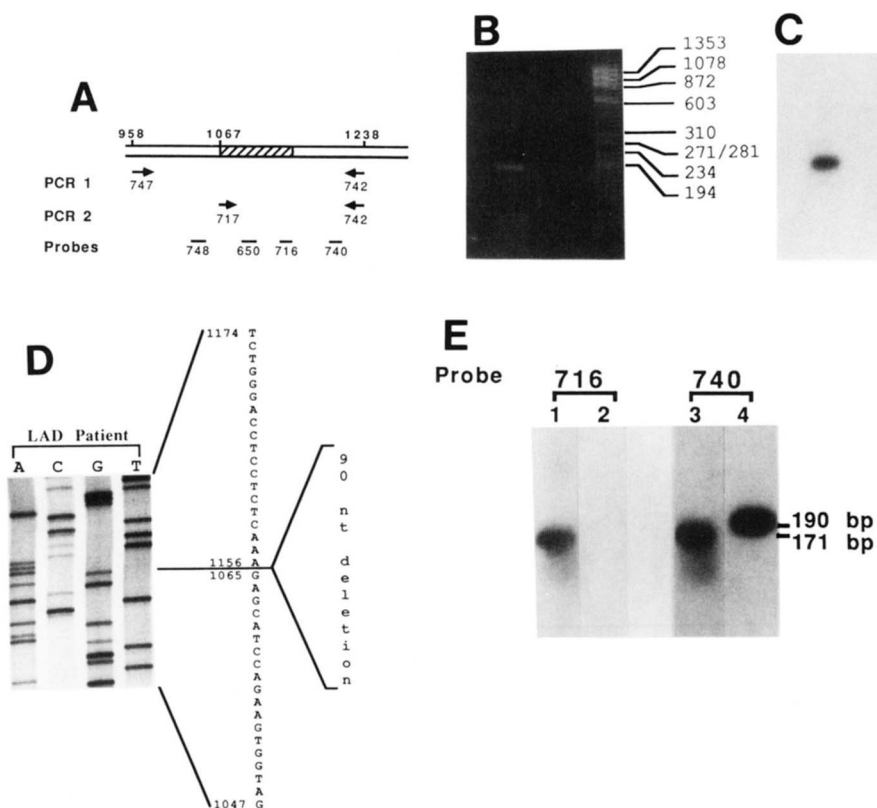 A
958 1067 1238
PCR 1
747 742
PCR 2
717 742
Probes
748 650 716 740
B
1353
1078
872
603
310
271/281
234
194
C
D
LAD Patient
A C G T
1174
TCTGGGACCTCCTCTCAAAGAGCATCCAGAAGTGGTAG
1156
1065
1047
90 nt deletion
E
Probe 716 740
1 2 3 4
190 bp
171 bp